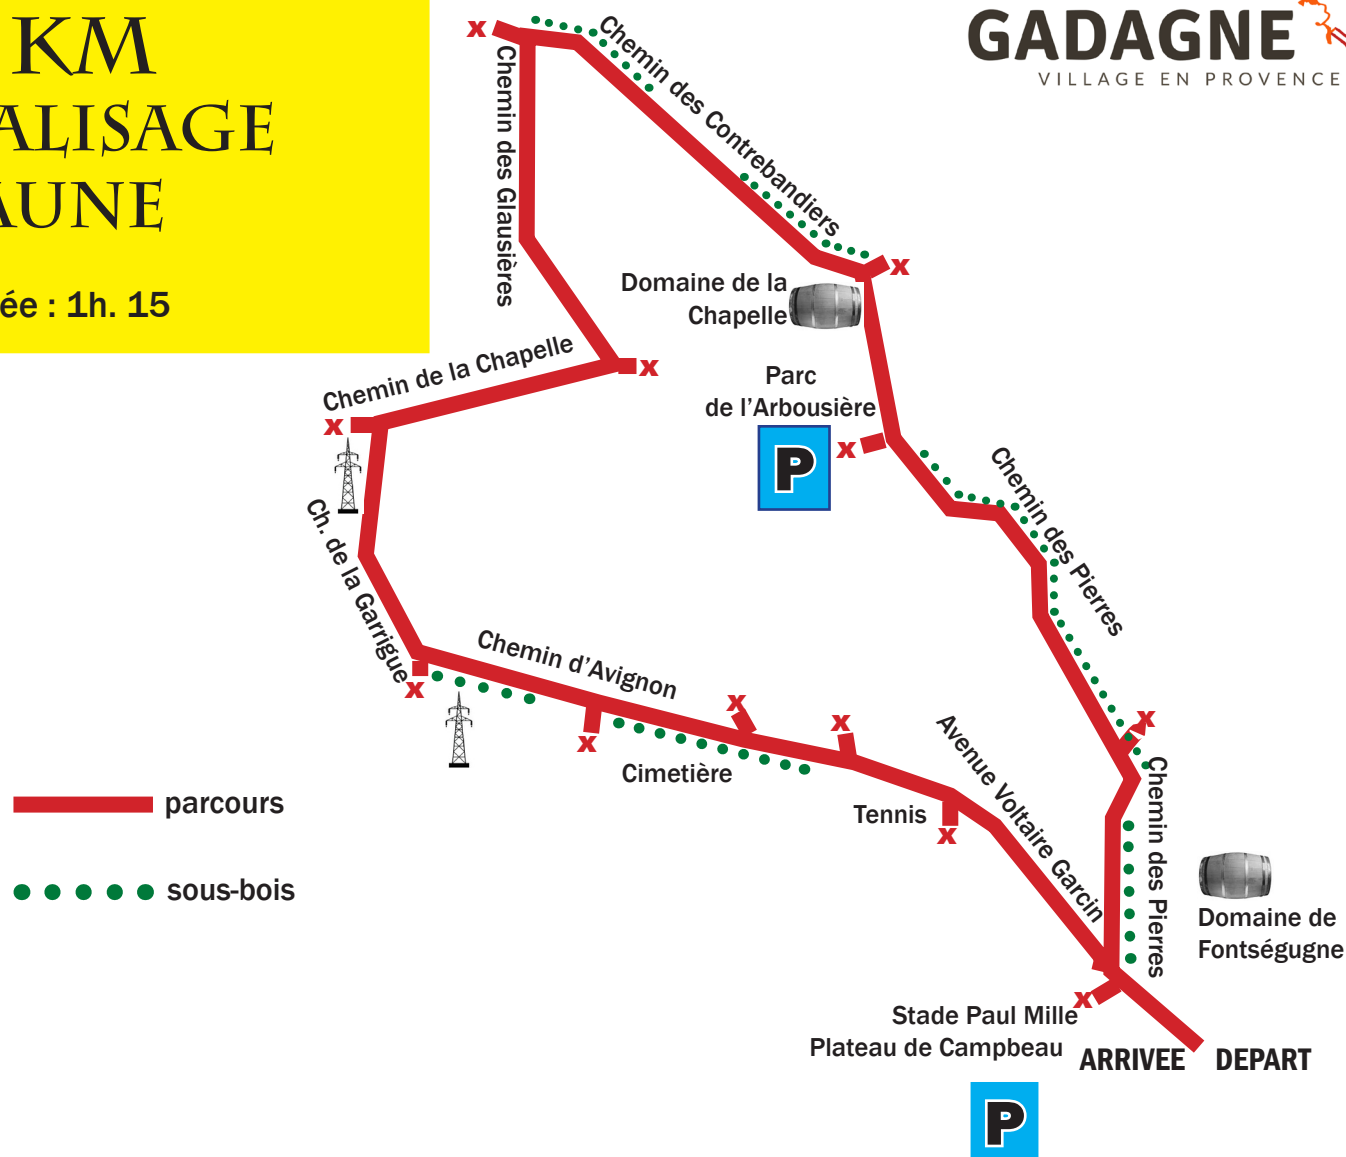 KM
ALISAGE
AUNE
ée : 1h. 15
GADAGNE
VILLAGE EN PROVENCE
x
Chemin des Contrebandiers
Chemin des Glausières
x
Domaine de la
Chapelle
x
Chemin de la Chapelle
x
Parc
de l'Arbousière
P
x
Chemin des Pierres
Ch. de la Garrigue
x
Chemin d'Avignon
x
x
x
x
Cimetière
Avenue Voltaire Garcin
Tennis
x
Chemin des Pierres
parcours
sous-bois
Domaine de
Fontségugne
x
Stade Paul Mille
Plateau de Campbeau
ARRIVEE DEPART
P